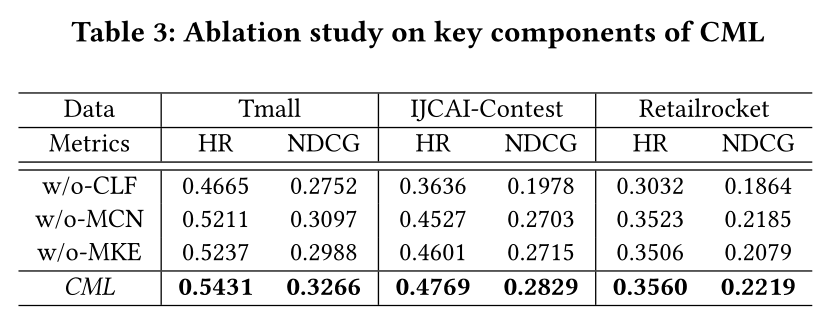 Table 3: Ablation study on key components of CML
Data Tmall IJCAI-Contest Retailrocket
Metrics HR NDCG HR NDCG HR NDCG
w/o-CLF 0.4665 0.2752 0.3636 0.1978 0.3032 0.1864
w/o-MCN 0.5211 0.3097 0.4527 0.2703 0.3523 0.2185
w/o-MKE 0.5237 0.2988 0.4601 0.2715 0.3506 0.2079
CML 0.5431 0.3266 0.4769 0.2829 0.3560 0.2219